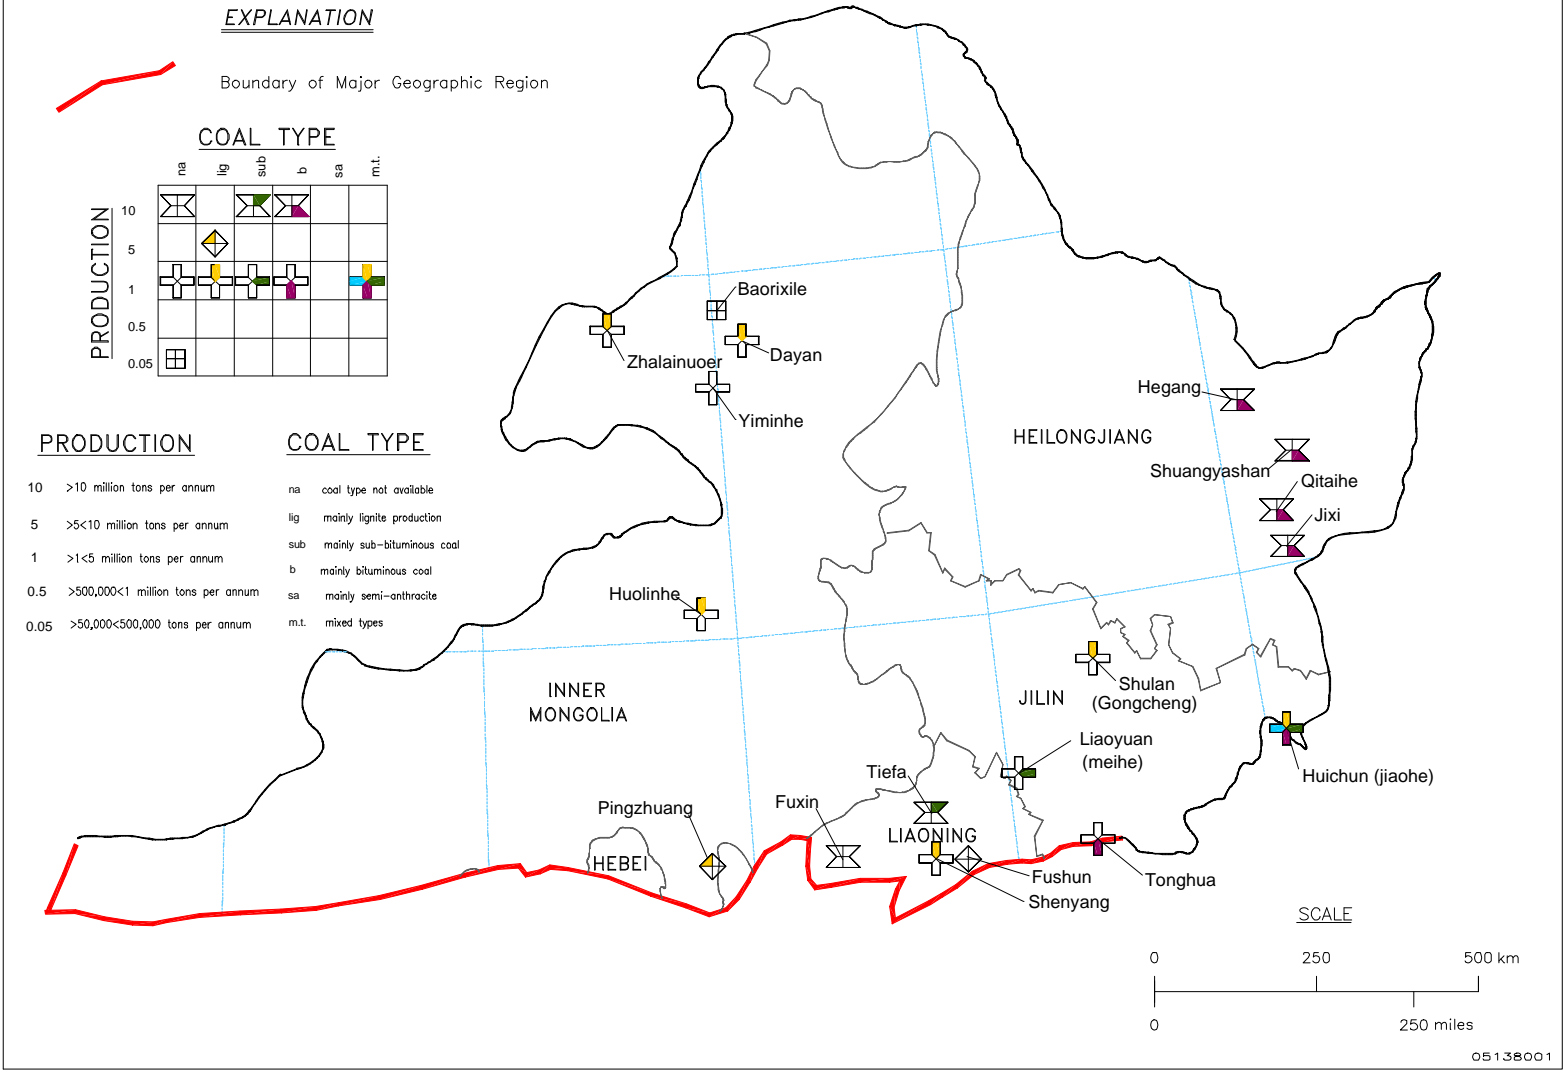 EXPLANATION
Boundary of Major Geographic Region
COAL TYPE
na lig sub b sa m.t.
PRODUCTION
10
5
1
0.5
0.05
PRODUCTION
10 >10 million tons per annum
5 >5<10 million tons per annum
1 >1<5 million tons per annum
0.5 >500,000<1 million tons per annum
0.05 >50,000<500,000 tons per annum
COAL TYPE
na coal type not available
lig mainly lignite production
sub mainly sub-bituminous coal
b mainly bituminous coal
sa mainly semi-anthracite
m.t. mixed types
Baorixile
Zhalainuoer
Dayan
Yiminhe
Hegang
HEILONGJIANG
Shuangyashan
Qitaihe
Jixi
Huolinhe
INNER
MONGOLIA
JILIN
Shulan
(Gongcheng)
Liaoyuan
(meihe)
Huichun (jiaohe)
Tiefa
Fuxin
Pingzhuang
LIAONING
HEBEI
Fushun
Shenyang
Tonghua
SCALE
0 250 500 km
0 250 miles
05138001